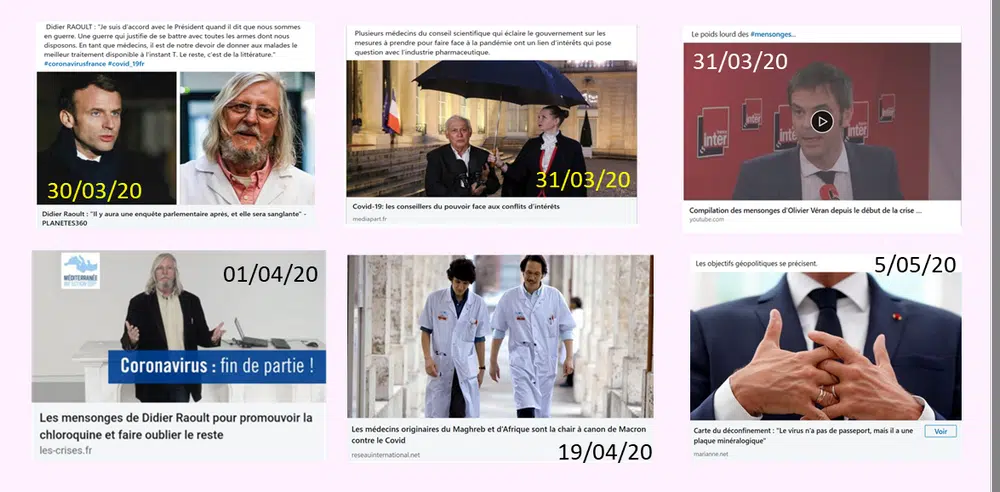 Didier RAOULT : "Je suis d'accord avec le Président quand il dit que nous sommes
en guerre. Une guerre qui justifie de se battre avec toutes les armes dont nous
disposons. En tant que médecins, il est de notre devoir de donner aux malades le
meilleur traitement disponible à l'instant T. Le reste, c'est de la littérature."
#coronavirusfrance #covid_19fr
30/03/20
Didier Raoult : "Il y aura une enquête parlementaire après, et elle sera sanglante" -
PLANETES360
Plusieurs médecins du conseil scientifique qui éclaire le gouvernement sur les
mesures à prendre pour faire face à la pandémie ont un lien d'intérêts qui pose
question avec l'industrie pharmaceutique.
31/03/20
Covid-19: les conseillers du pouvoir face aux conflits d'intérêts
mediapart.fr
Le poids lourd des #mensonges...
31/03/20
inter
inter
inter
Compilation des mensonges d'Olivier Véran depuis le début de la crise ...
youtube.com
MÉDITERRANÉE
INFECTION
01/04/20
Coronavirus : fin de partie !
Les mensonges de Didier Raoult pour promouvoir la
chloroquine et faire oublier le reste
les-crises.fr
Les médecins originaires du Maghreb et d'Afrique sont la chair à canon de Macron
contre le Covid
reseauinternational.net
19/04/20
Les objectifs géopolitiques se précisent.
5/05/20
Carte du déconfinement : "Le virus n'a pas de passeport, mais il a une
plaque minéralogique"
Voir
marianne.net